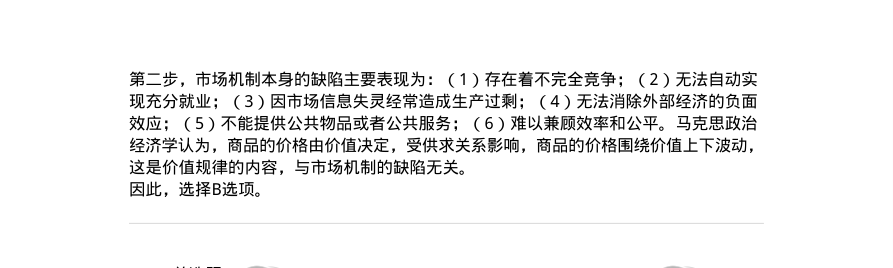 第二步，市场机制本身的缺陷主要表现为：（1）存在着不完全竞争；（2）无法自动实
现充分就业；（3）因市场信息失灵经常造成生产过剩；（4）无法消除外部经济的负面
效应；（5）不能提供公共物品或者公共服务；（6）难以兼顾效率和公平。马克思政治
经济学认为，商品的价格由价值决定，受供求关系影响，商品的价格围绕价值上下波动，
这是价值规律的内容，与市场机制的缺陷无关。
因此，选择B选项。